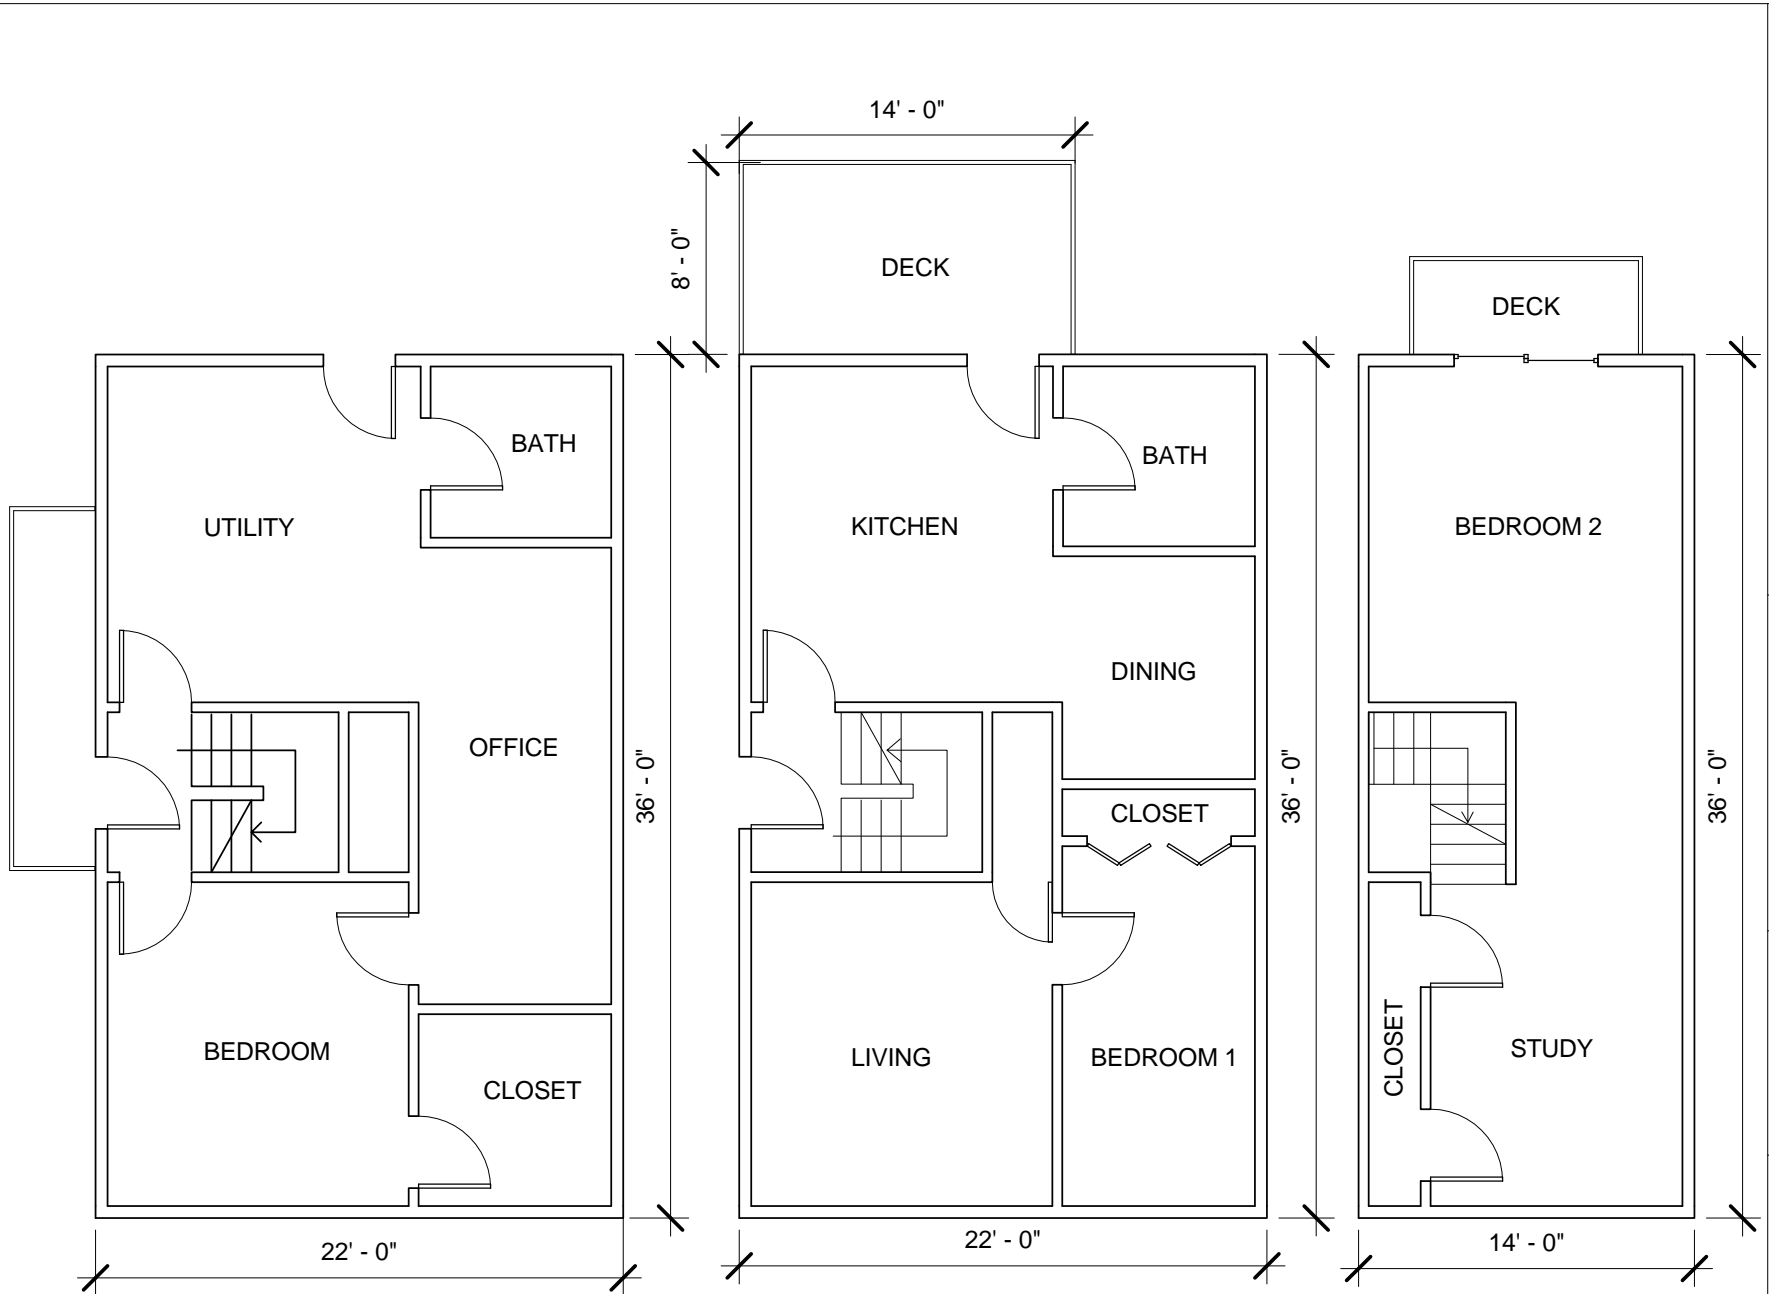 14' - 0"
8' - 0"
DECK
DECK
BATH
UTILITY
OFFICE
36' - 0"
BEDROOM
CLOSET
22' - 0"
BATH
KITCHEN
DINING
CLOSET
36' - 0"
LIVING
BEDROOM 1
22' - 0"
BEDROOM 2
36' - 0"
CLOSET
STUDY
14' - 0"